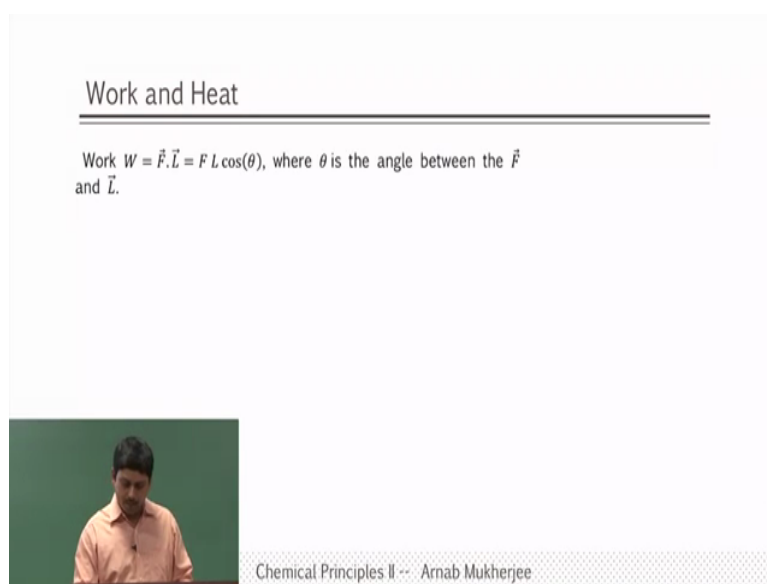 Work and Heat
Work W = F⃗.L⃗ = F L cos(θ), where θ is the angle between the F⃗
and L⃗.
Chemical Principles II -- Arnab Mukherjee